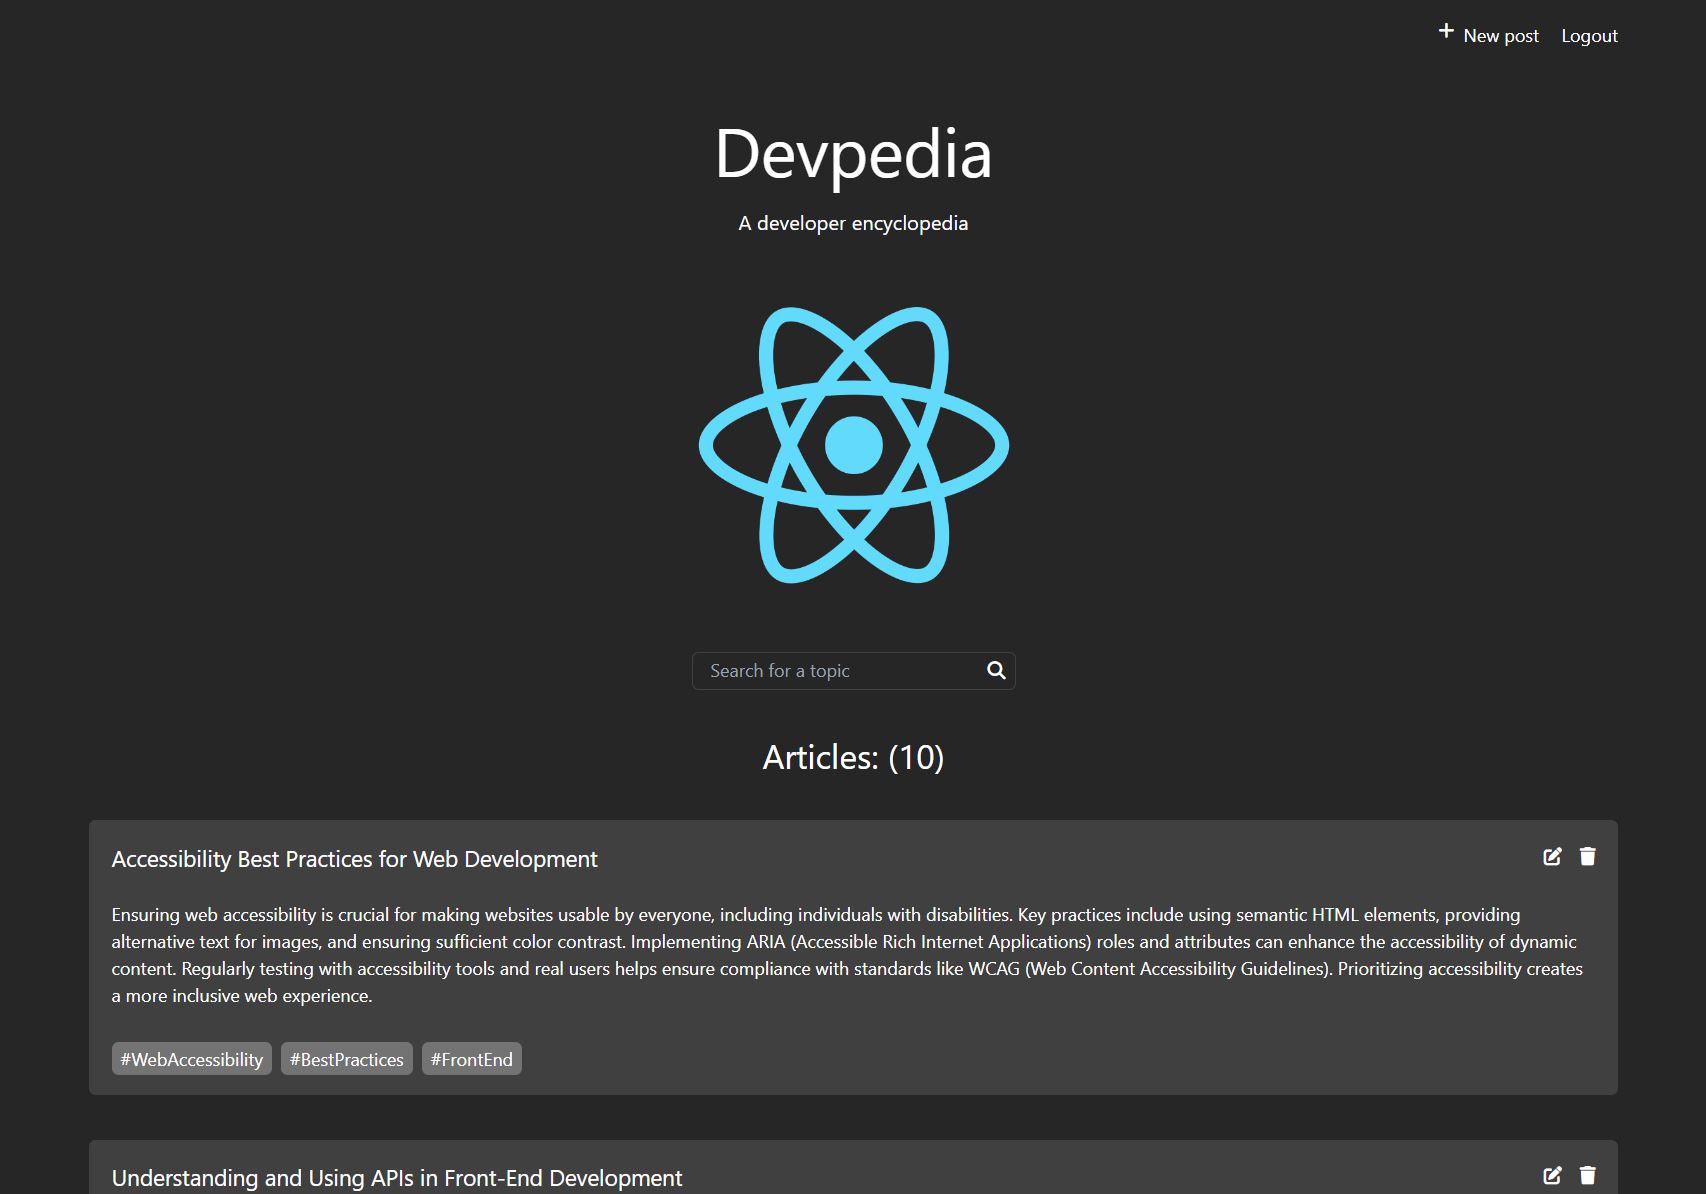 New post Logout
Devpedia
A developer encyclopedia
Search for a topic
Articles: (10)
Accessibility Best Practices for Web Development
Ensuring web accessibility is crucial for making websites usable by everyone, including individuals with disabilities. Key practices include using semantic HTML elements, providing
alternative text for images, and ensuring sufficient color contrast. Implementing ARIA (Accessible Rich Internet Applications) roles and attributes can enhance the accessibility of dynamic
content. Regularly testing with accessibility tools and real users helps ensure compliance with standards like WCAG (Web Content Accessibility Guidelines). Prioritizing accessibility creates
a more inclusive web experience.
#WebAccessibility #BestPractices #FrontEnd
Understanding and Using APIs in Front-End Development